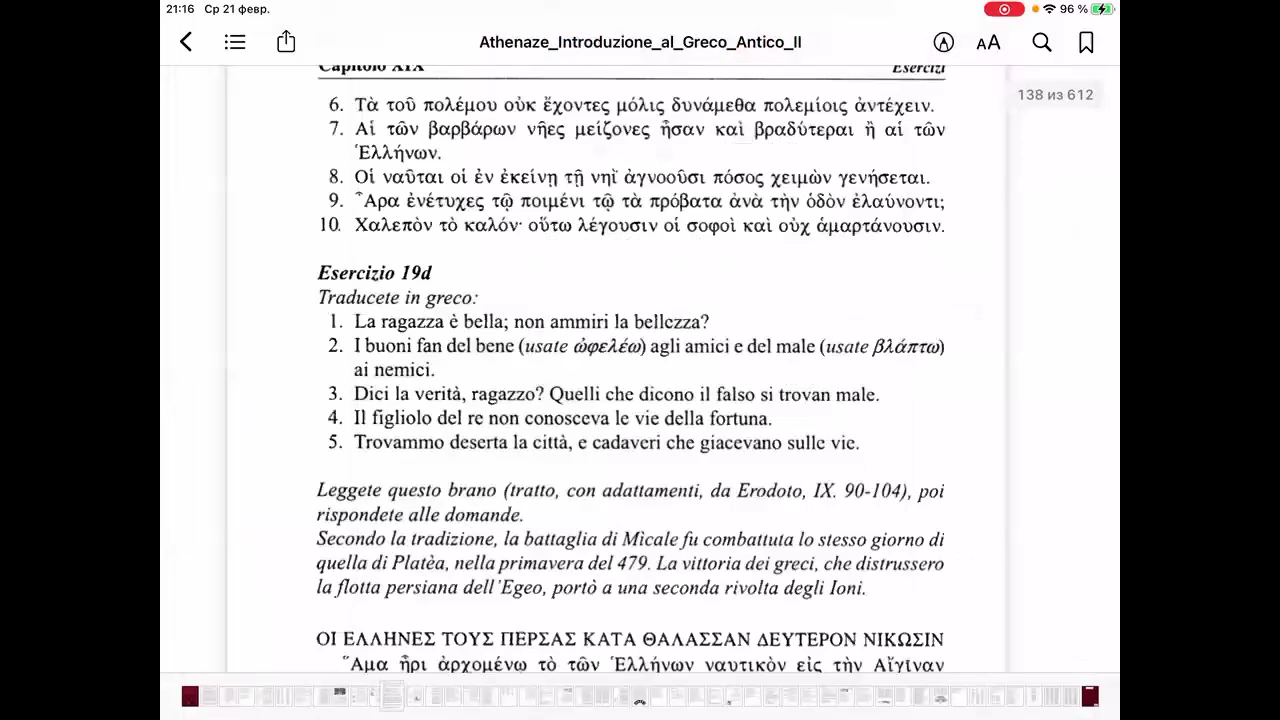 21:16 Ср 21 февр. 96 %
Athenaze_Introduzione_al_Greco_Antico_II
AA
Capitolo XIX Esercizi
138 из 612
6. Τὰ τοῦ πολέμου οὐκ ἔχοντες μόλις δυνάμεθα πολεμίοις ἀντέχειν.
7. Αἱ τῶν βαρβάρων νῆες μείζονες ἦσαν καὶ βραδύτεραι ἢ αἱ τῶν
Ἑλλήνων.
8. Οἱ ναῦται οἱ ἐν ἐκείνῃ τῇ νηῒ ἀγνοοῦσι πόσος χειμὼν γενήσεται.
9. Ἆρα ἐνέτυχες τῷ ποιμένι τῷ τὰ πρόβατα ἀνὰ τὴν ὁδὸν ἐλαύνοντι;
10. Χαλεπὸν τὸ καλόν· οὕτω λέγουσιν οἱ σοφοὶ καὶ οὐχ ἁμαρτάνουσιν.
Esercizio 19d
Traducete in greco:
1. La ragazza è bella; non ammiri la bellezza?
2. I buoni fan del bene (usate ὠφελέω) agli amici e del male (usate βλάπτω)
ai nemici.
3. Dici la verità, ragazzo? Quelli che dicono il falso si trovan male.
4. Il figliolo del re non conosceva le vie della fortuna.
5. Trovammo deserta la città, e cadaveri che giacevano sulle vie.
Leggete questo brano (tratto, con adattamenti, da Erodoto, IX. 90-104), poi
rispondete alle domande.
Secondo la tradizione, la battaglia di Mìcale fu combattuta lo stesso giorno di
quella di Platèa, nella primavera del 479. La vittoria dei greci, che distrussero
la flotta persiana dell'Egeo, portò a una seconda rivolta degli Ioni.
ΟΙ ΕΛΛΗΝΕΣ ΤΟΥΣ ΠΕΡΣΑΣ ΚΑΤΑ ΘΑΛΑΣΣΑΝ ΔΕΥΤΕΡΟΝ ΝΙΚΩΣΙΝ
Ἅμα ἦρι ἀρχομένῳ τὸ τῶν Ἑλλήνων ναυτικὸν εἰς τὴν Αἴγῑναν